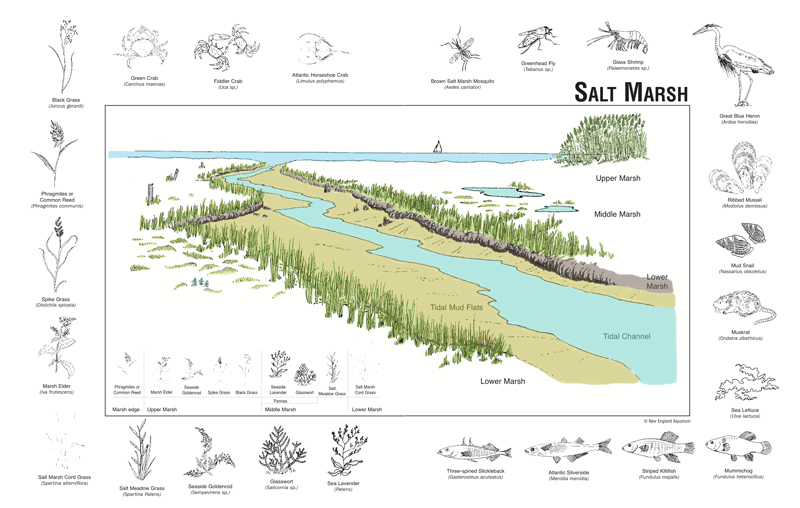 Black Grass
(Juncus gerardi)
Green Crab
(Carcinus maenas)
Fiddler Crab
(Uca sp.)
Atlantic Horseshoe Crab
(Limulus polyphemus)
Brown Salt Marsh Mosquito
(Aedes cantator)
Greenhead Fly
(Tabanus sp.)
Glass Shrimp
(Palaemonetes sp.)
SALT MARSH
Great Blue Heron
(Ardea herodias)
Phragmites or
Common Reed
(Phragmities communis)
Ribbed Mussel
(Modiolus demissus)
Spike Grass
(Distichlis spicata)
Mud Snail
(Nassarius obsoletus)
Marsh Elder
(Iva frutescens)
Muskrat
(Ondatra zibethicus)
Upper Marsh
Middle Marsh
Lower
Marsh
Tidal Mud Flats
Tidal Channel
Lower Marsh
Phragmites or
Common Reed
Marsh Elder
Seaside
Goldenrod
Spike Grass
Black Grass
Seaside
Lavender
Glasswort
Salt
Meadow Grass
Salt Marsh
Cord Grass
Pannes
Marsh edge
Upper Marsh
Middle Marsh
Lower Marsh
© New England Aquarium
Sea Lettuce
(Ulva lactuca)
Salt Marsh Cord Grass
(Spartina alterniflora)
Salt Meadow Grass
(Spartina Patens)
Seaside Goldenrod
(Sempevirens sp.)
Glasswort
(Salicornia sp.)
Sea Lavender
(Patens)
Three-spined Stickleback
(Gasterosteus aculeatus)
Atlantic Silverside
(Menidia menidia)
Striped Killifish
(Fundulus majalis)
Mummichog
(Fundulus heteroclitus)